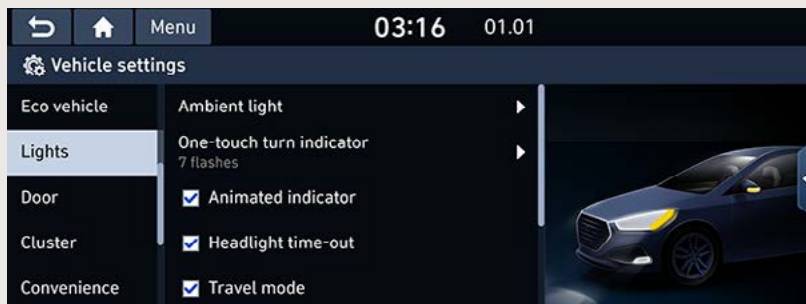 Menu
03:16
01.01
Vehicle settings
Eco vehicle
Lights
Door
Cluster
Convenience
Ambient light
One-touch turn indicator
7 flashes
Animated indicator
Headlight time-out
Travel mode